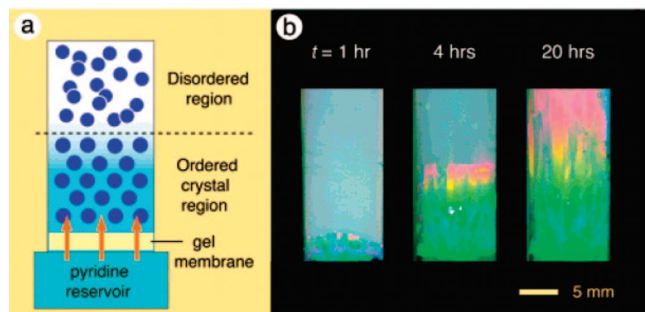 a
Disordered
region
Ordered
crystal
region
gel
membrane
pyridine
reservoir
b
t = 1 hr
4 hrs
20 hrs
5 mm